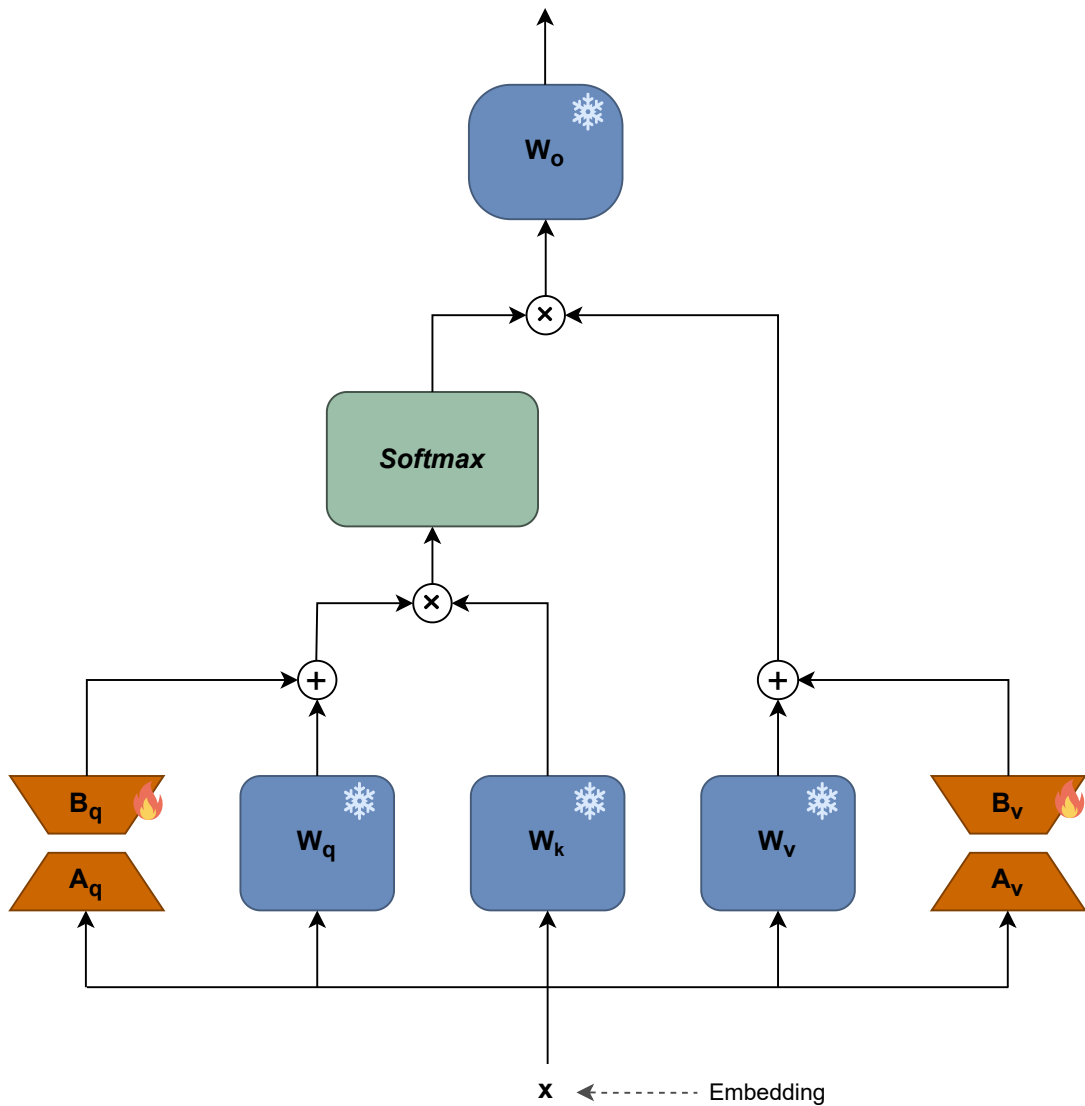 Wo
×
Softmax
×
+
+
Bq
Wq
Wk
Wv
Bv
Aq
Av
x
Embedding